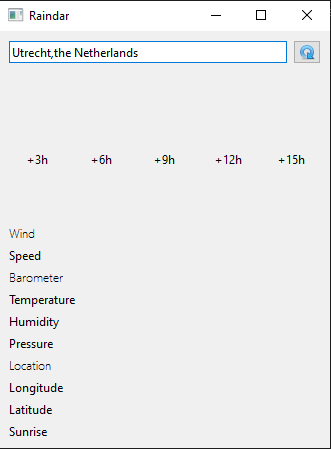 Raindar
Utrecht,the Netherlands
+3h +6h +9h +12h +15h
Wind
Speed
Barometer
Temperature
Humidity
Pressure
Location
Longitude
Latitude
Sunrise